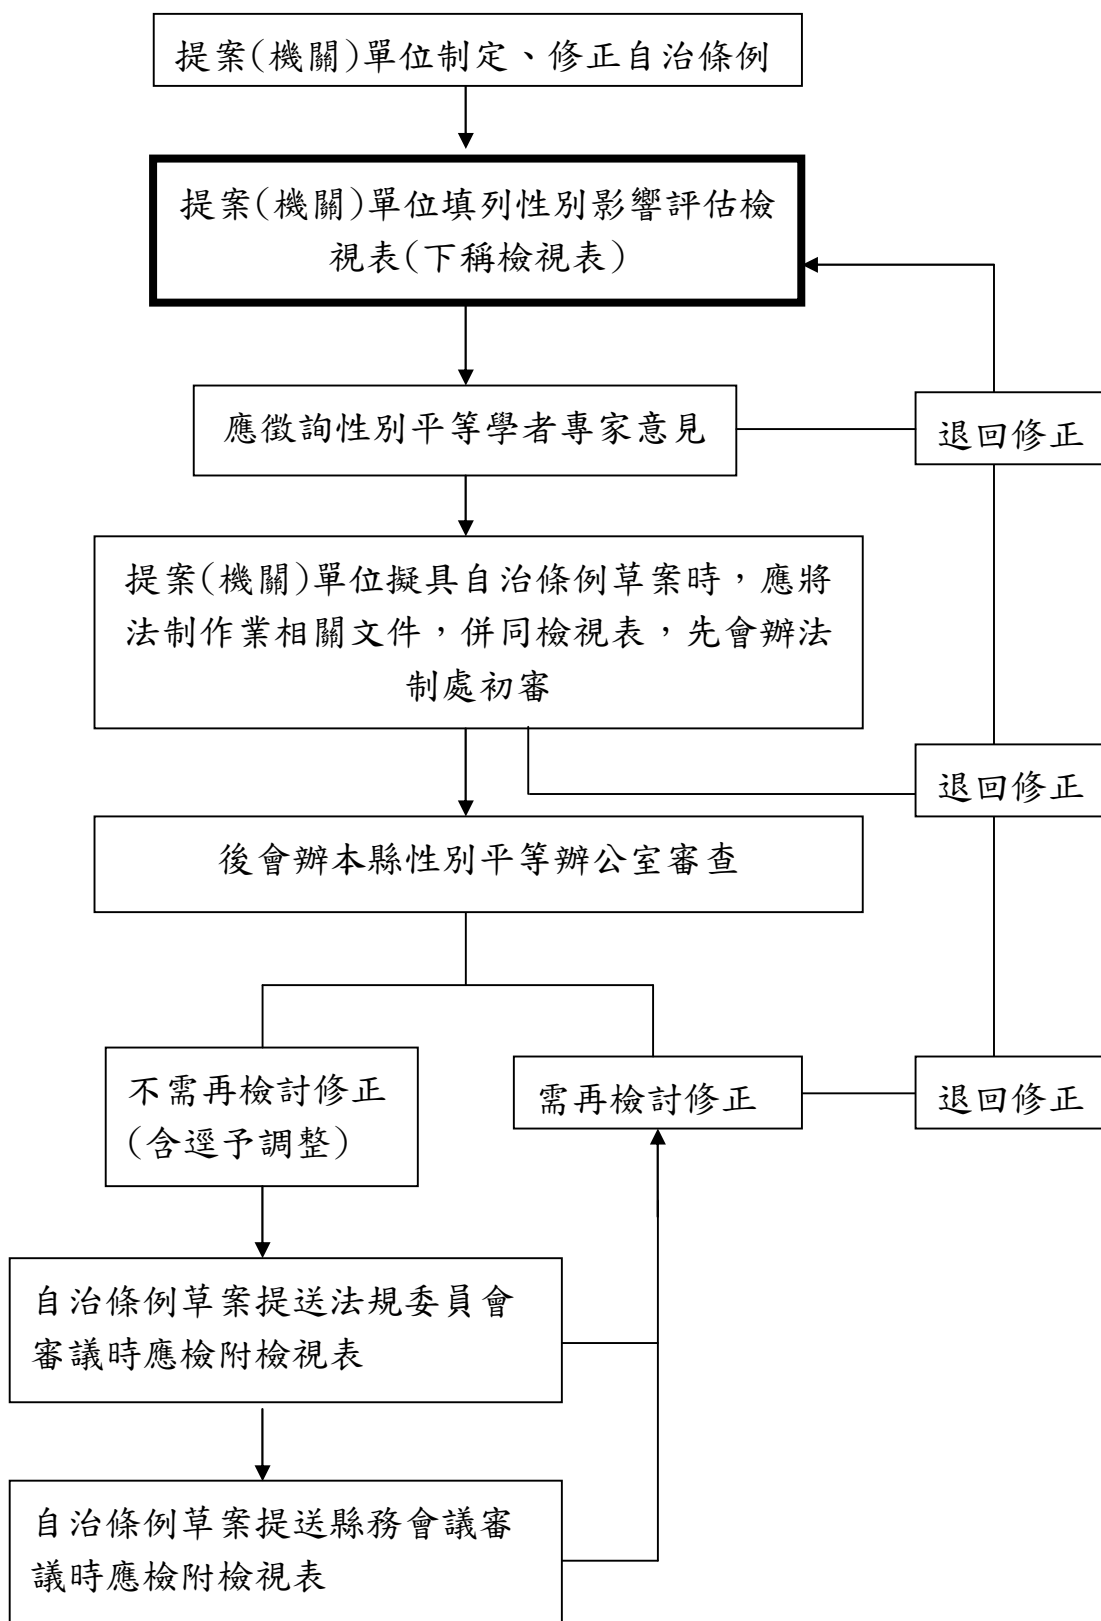 提案(機關)單位制定、修正自治條例
提案(機關)單位填列性別影響評估檢
視表(下稱檢視表)
應徵詢性別平等學者專家意見
退回修正
提案(機關)單位擬具自治條例草案時，應將
法制作業相關文件，併同檢視表，先會辦法
制處初審
退回修正
後會辦本縣性別平等辦公室審查
不需再檢討修正
(含逕予調整)
需再檢討修正
退回修正
自治條例草案提送法規委員會
審議時應檢附檢視表
自治條例草案提送縣務會議審
議時應檢附檢視表